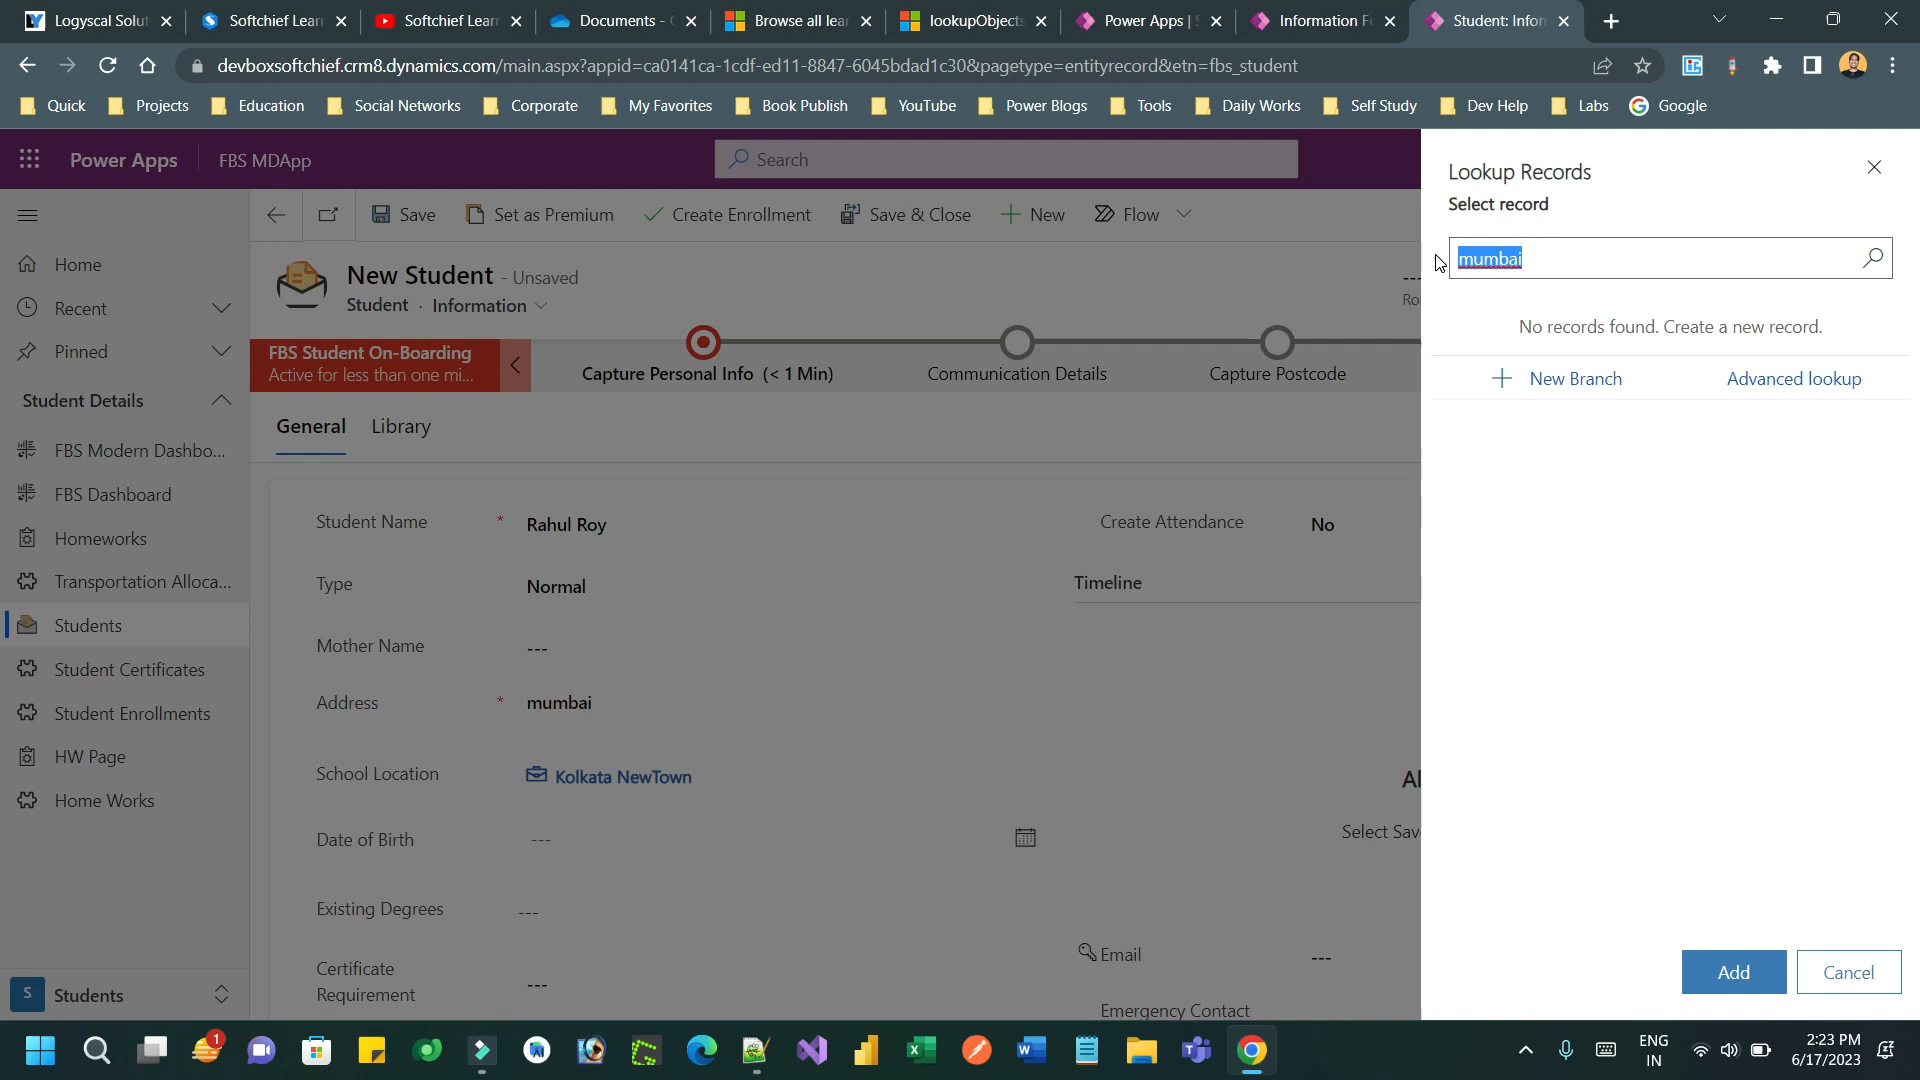 Logyscal Solut
Softchief Lear
Softchief Lear
Documents - 
Browse all lear
lookupObjects
Power Apps | S
Information F
Student: Infor
devboxsoftchief.crm8.dynamics.com/main.aspx?appid=ca0141ca-1cdf-ed11-8847-6045bdad1c30&pagetype=entityrecord&etn=fbs_student
Quick
Projects
Education
Social Networks
Corporate
My Favorites
Book Publish
YouTube
Power Blogs
Tools
Daily Works
Self Study
Dev Help
Labs
Google
Power Apps
FBS MDApp
Search
Save
Set as Premium
Create Enrollment
Save & Close
New
Flow
Home
Recent
Pinned
Student Details
FBS Modern Dashbo...
FBS Dashboard
Homeworks
Transportation Alloca...
Students
Student Certificates
Student Enrollments
HW Page
Home Works
S
Students
New Student - Unsaved
Student · Information
---
Ro
FBS Student On-Boarding
Active for less than one mi...
Capture Personal Info (< 1 Min)
Communication Details
Capture Postcode
General
Library
Student Name * Rahul Roy
Type Normal
Mother Name ---
Address * mumbai
School Location Kolkata NewTown
Date of Birth ---
Existing Degrees ---
Certificate
Requirement ---
Create Attendance No
Timeline
Al
Select Sav
Email ---
Emergency Contact
Lookup Records
Select record
mumbai
No records found. Create a new record.
New Branch
Advanced lookup
Add
Cancel
1
ENG
IN
2:23 PM
6/17/2023